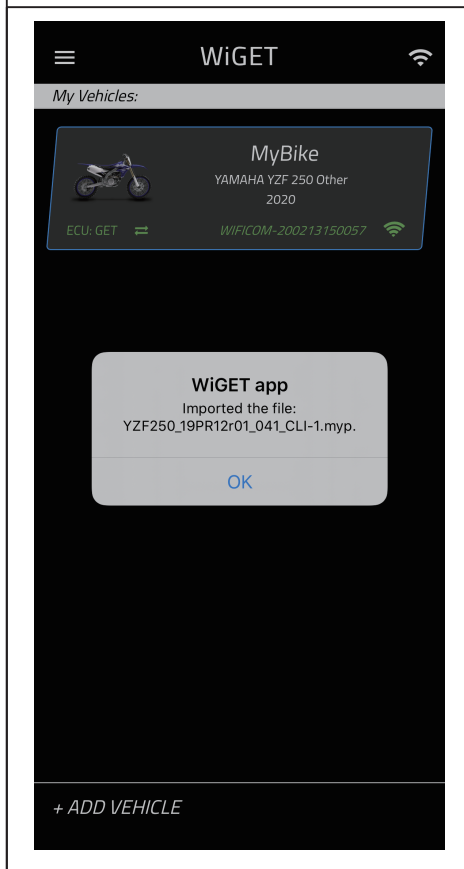 WiGET
My Vehicles:
MyBike
YAMAHA YZF 250 Other
2020
ECU: GET
WIFICOM-200213150057
WiGET app
Imported the file:
YZF250_19PR12r01_041_CLI-1.myp.
OK
+ ADD VEHICLE